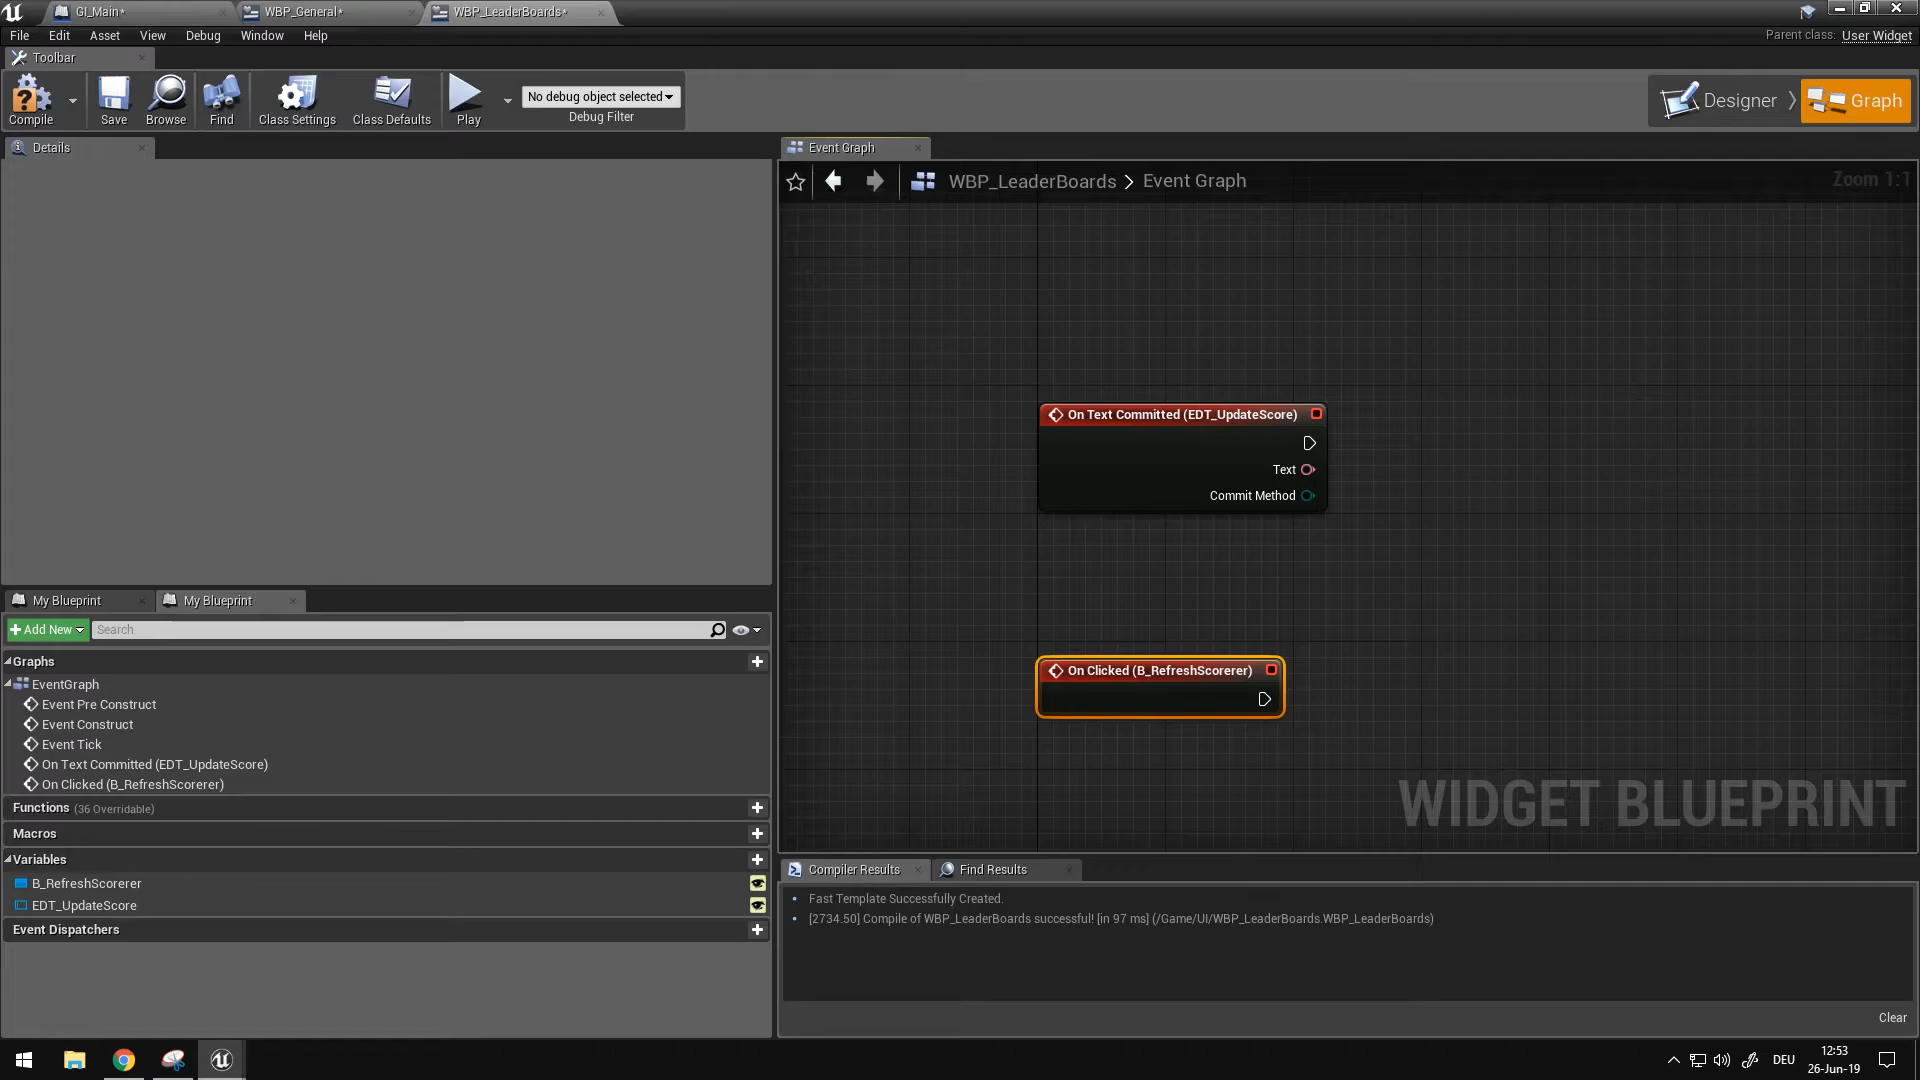 GI_Main*
WBP_General*
WBP_LeaderBoards*
File Edit Asset View Debug Window Help
Parent class: User Widget
Toolbar
Compile
Save
Browse
Find
Class Settings
Class Defaults
Play
No debug object selected
Debug Filter
Designer
Graph
Details
Event Graph
WBP_LeaderBoards > Event Graph
Zoom 1:1
On Text Committed (EDT_UpdateScore)
Text
Commit Method
On Clicked (B_RefreshScorerer)
WIDGET BLUEPRINT
My Blueprint
My Blueprint
Add New
Search
Graphs
EventGraph
Event Pre Construct
Event Construct
Event Tick
On Text Committed (EDT_UpdateScore)
On Clicked (B_RefreshScorerer)
Functions (36 Overridable)
Macros
Variables
B_RefreshScorerer
EDT_UpdateScore
Event Dispatchers
Compiler Results
Find Results
Fast Template Successfully Created.
[2734.50] Compile of WBP_LeaderBoards successful! [in 97 ms] (/Game/UI/WBP_LeaderBoards.WBP_LeaderBoards)
Clear
DEU
12:53
26-Jun-19